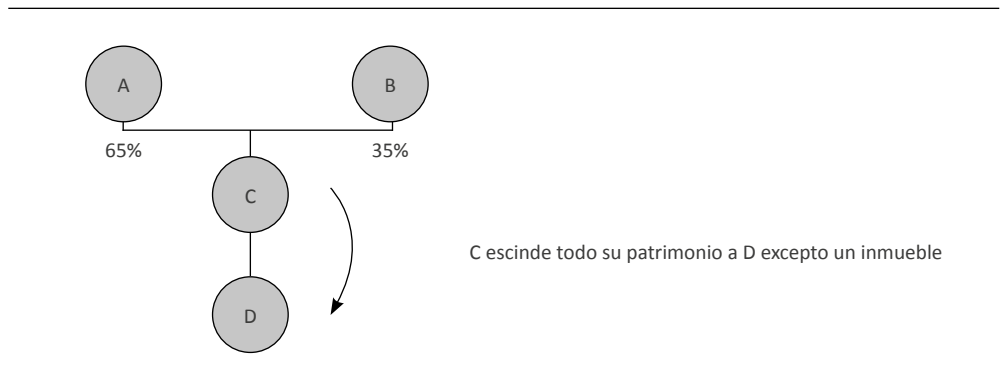 A
B
65%
35%
C
C escinde todo su patrimonio a D excepto un inmueble
D